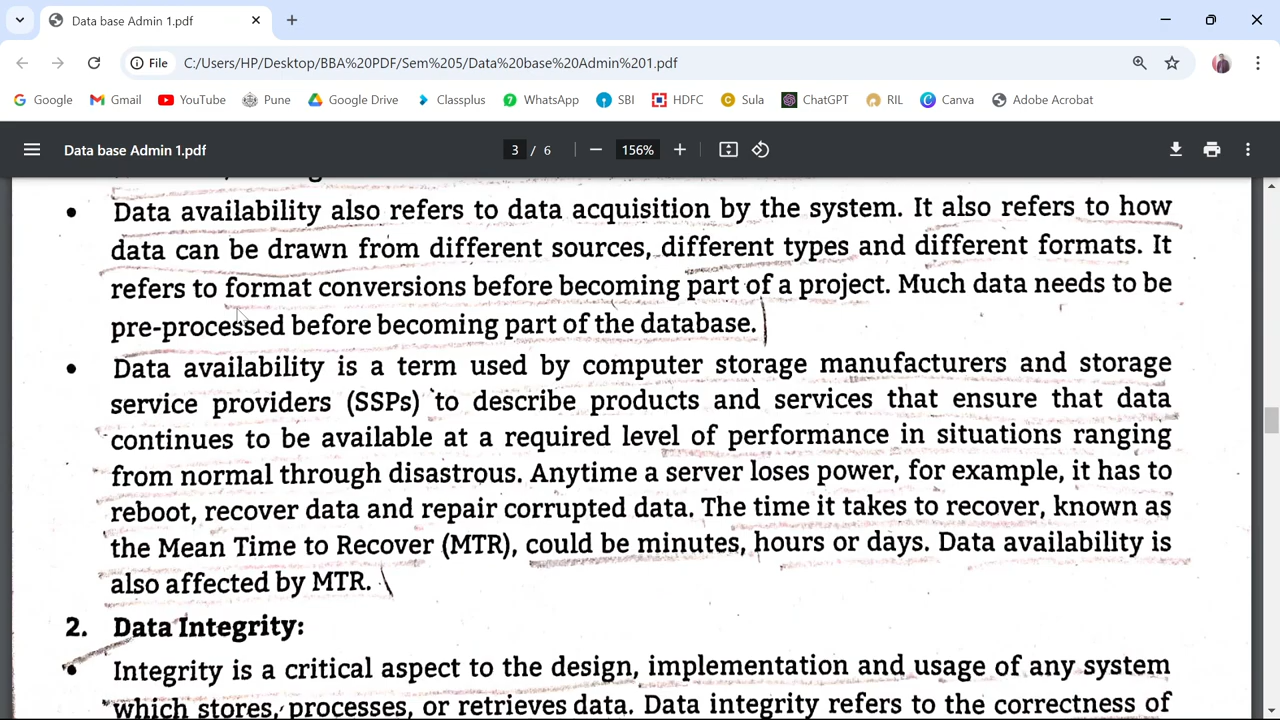 Data base Admin 1.pdf
File
C:/Users/HP/Desktop/BBA%20PDF/Sem%205/Data%20base%20Admin%201.pdf
Google Gmail YouTube Pune Google Drive Classplus WhatsApp SBI HDFC Sula ChatGPT RIL Canva Adobe Acrobat
Data base Admin 1.pdf 3 / 6 156%
• Data availability also refers to data acquisition by the system. It also refers to how
data can be drawn from different sources, different types and different formats. It
refers to format conversions before becoming part of a project. Much data needs to be
pre-processed before becoming part of the database.
• Data availability is a term used by computer storage manufacturers and storage
service providers (SSPs) to describe products and services that ensure that data
continues to be available at a required level of performance in situations ranging
from normal through disastrous. Anytime a server loses power, for example, it has to
reboot, recover data and repair corrupted data. The time it takes to recover, known as
the Mean Time to Recover (MTR), could be minutes, hours or days. Data availability is
also affected by MTR.
2. Data Integrity:
• Integrity is a critical aspect to the design, implementation and usage of any system
which stores, processes, or retrieves data. Data integrity refers to the correctness of